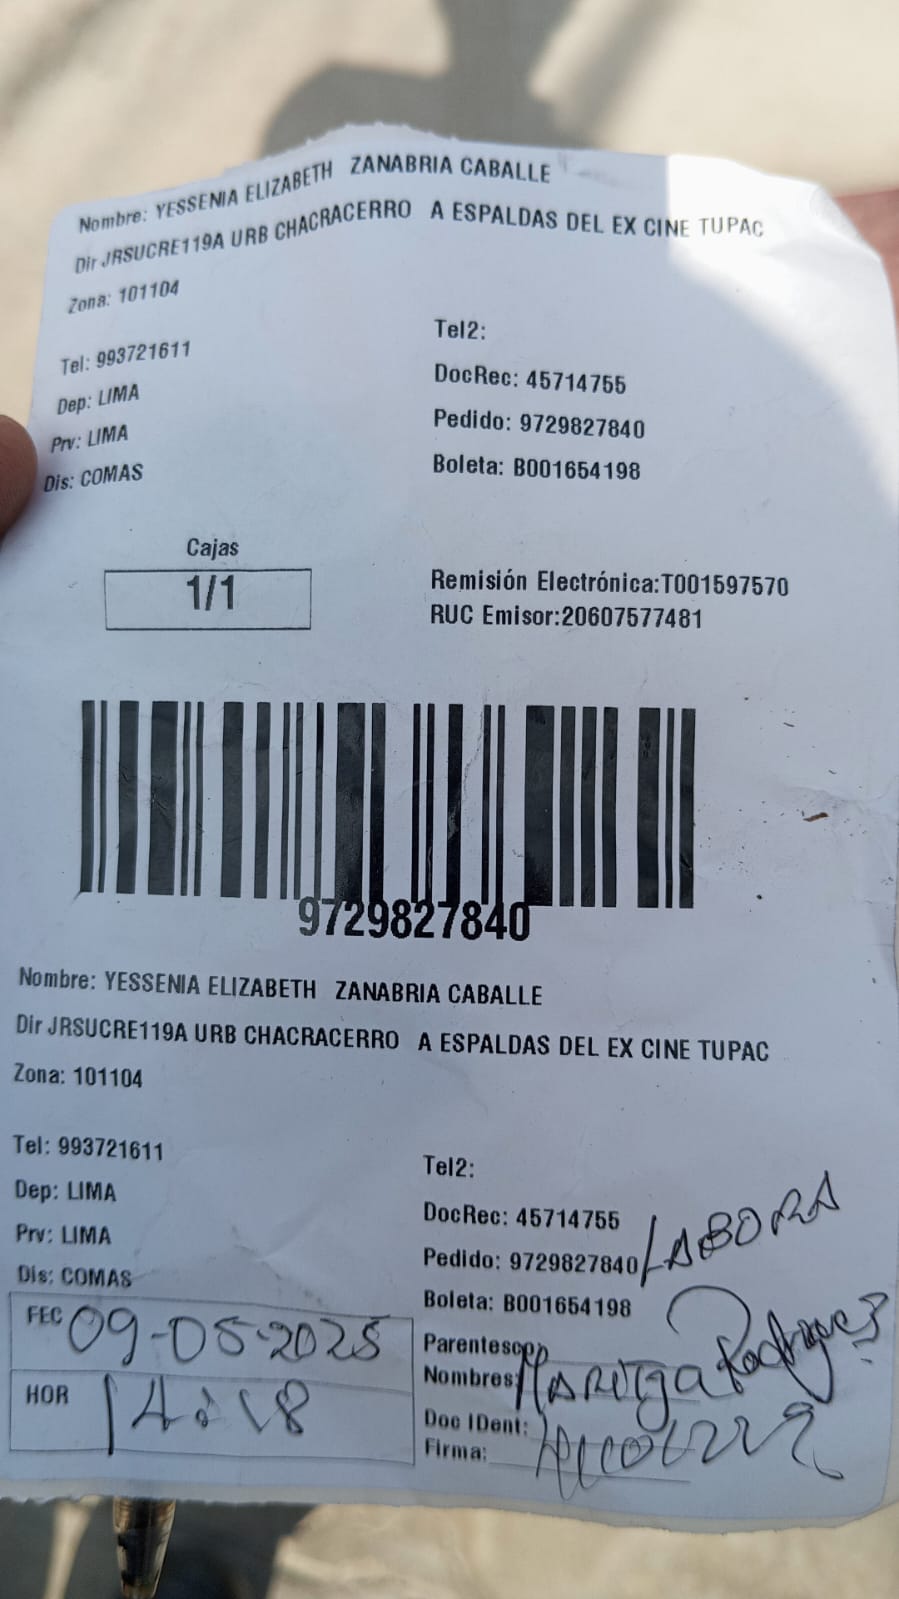 Nombre: YESSENIA ELIZABETH ZANABRIA CABALLE
Dir JRSUCRE119A URB CHACRACERRO A ESPALDAS DEL EX CINE TUPAC
Zona: 101104
Tel2:
Tel: 993721611
DocRec: 45714755
Dep: LIMA
Pedido: 9729827840
Prv: LIMA
Boleta: B001654198
Dis: COMAS
Cajas
1/1
Remisión Electrónica:T001597570
RUC Emisor:20607577481
9729827840
Nombre: YESSENIA ELIZABETH ZANABRIA CABALLE
Dir JRSUCRE119A URB CHACRACERRO A ESPALDAS DEL EX CINE TUPAC
Zona: 101104
Tel: 993721611
Tel2:
Dep: LIMA
DocRec: 45714755
Prv: LIMA
Pedido: 9729827840 LABORA
Dis: COMAS
Boleta: B001654198
FEC 09-05-2025
Parentesco:
Nombres: Maritza Rodriguez
HOR 14:18
Doc IDent:
Firma: